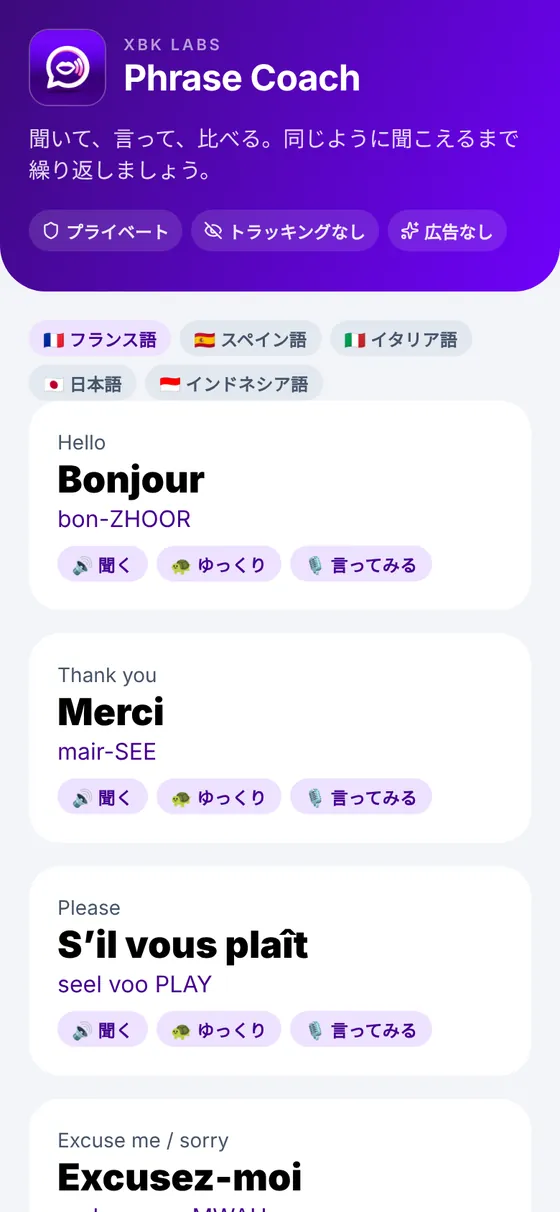 XBK LABS
Phrase Coach
聞いて、言って、比べる。同じように聞こえるまで
繰り返しましょう。
プライベート トラッキングなし 広告なし
フランス語 スペイン語 イタリア語
日本語 インドネシア語
Hello
Bonjour
bon-ZHOOR
聞く ゆっくり 言ってみる
Thank you
Merci
mair-SEE
聞く ゆっくり 言ってみる
Please
S’il vous plaît
seel voo PLAY
聞く ゆっくり 言ってみる
Excuse me / sorry
Excusez-moi